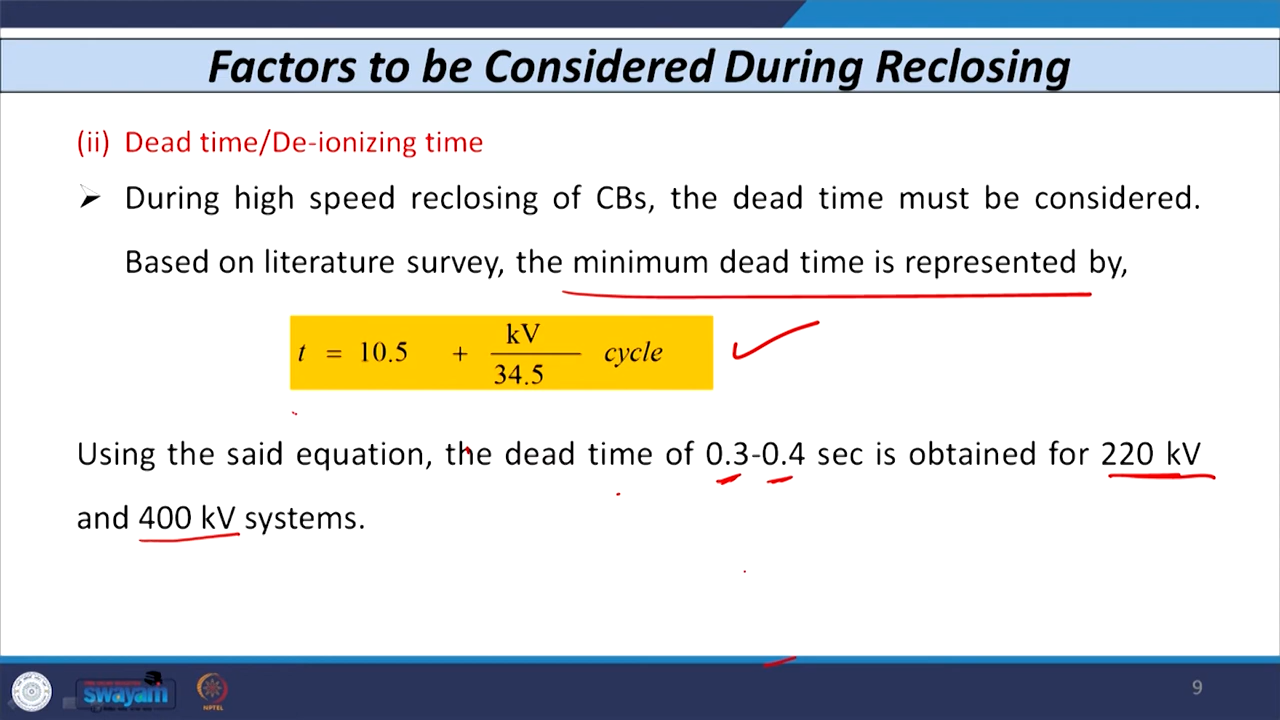 Factors to be Considered During Reclosing
(ii) Dead time/De-ionizing time
➢ During high speed reclosing of CBs, the dead time must be considered.
Based on literature survey, the minimum dead time is represented by,
t = 10.5 + kV/34.5 cycle
Using the said equation, the dead time of 0.3-0.4 sec is obtained for 220 kV
and 400 kV systems.
swayam NPTEL 9